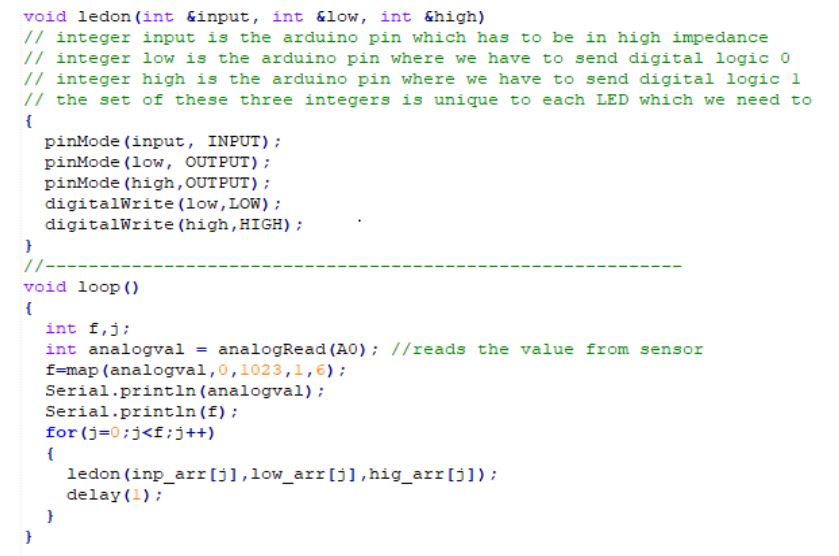 void ledon(int &input, int &low, int &high)
// integer input is the arduino pin which has to be in high impedance
// integer low is the arduino pin where we have to send digital logic 0
// integer high is the arduino pin where we have to send digital logic 1
// the set of these three integers is unique to each LED which we need to
{
  pinMode(input, INPUT);
  pinMode(low, OUTPUT);
  pinMode(high,OUTPUT);
  digitalWrite(low,LOW);
  digitalWrite(high,HIGH);
}
//-----------------------------------------------------------
void loop()
{
  int f,j;
  int analogval = analogRead(A0); //reads the value from sensor
  f=map(analogval,0,1023,1,6);
  Serial.println(analogval);
  Serial.println(f);
  for(j=0;j<f;j++)
  {
    ledon(inp_arr[j],low_arr[j],hig_arr[j]);
    delay(1);
  }
}